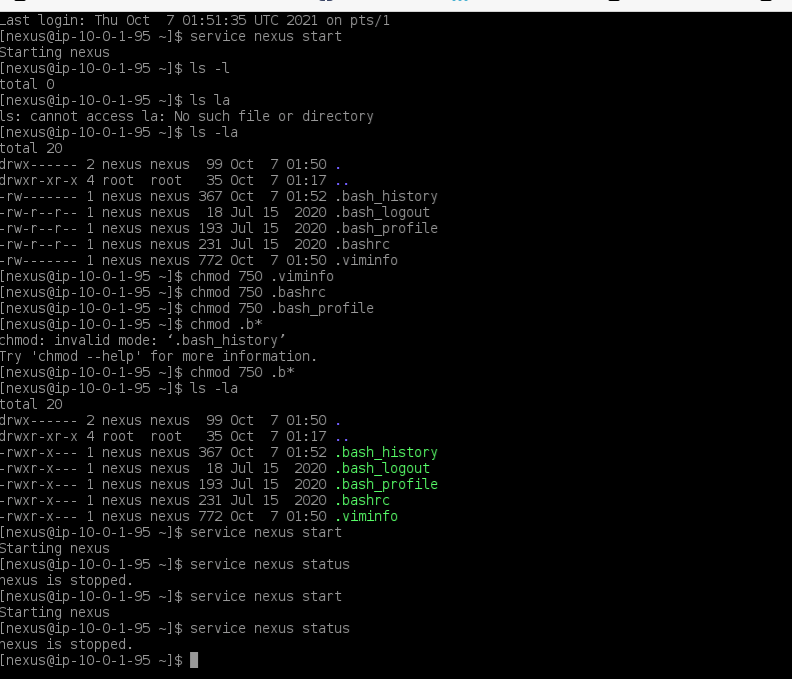 Last login: Thu Oct  7 01:51:35 UTC 2021 on pts/1
[nexus@ip-10-0-1-95 ~]$ service nexus start
Starting nexus
[nexus@ip-10-0-1-95 ~]$ ls -l
total 0
[nexus@ip-10-0-1-95 ~]$ ls la
ls: cannot access la: No such file or directory
[nexus@ip-10-0-1-95 ~]$ ls -la
total 20
drwx------ 2 nexus nexus  99 Oct  7 01:50 .
drwxr-xr-x 4 root  root   35 Oct  7 01:17 ..
-rw------- 1 nexus nexus 367 Oct  7 01:52 .bash_history
-rw-r--r-- 1 nexus nexus  18 Jul 15  2020 .bash_logout
-rw-r--r-- 1 nexus nexus 193 Jul 15  2020 .bash_profile
-rw-r--r-- 1 nexus nexus 231 Jul 15  2020 .bashrc
-rw------- 1 nexus nexus 772 Oct  7 01:50 .viminfo
[nexus@ip-10-0-1-95 ~]$ chmod 750 .viminfo
[nexus@ip-10-0-1-95 ~]$ chmod 750 .bashrc
[nexus@ip-10-0-1-95 ~]$ chmod 750 .bash_profile
[nexus@ip-10-0-1-95 ~]$ chmod .b*
chmod: invalid mode: ‘.bash_history’
Try 'chmod --help' for more information.
[nexus@ip-10-0-1-95 ~]$ chmod 750 .b*
[nexus@ip-10-0-1-95 ~]$ ls -la
total 20
drwx------ 2 nexus nexus  99 Oct  7 01:50 .
drwxr-xr-x 4 root  root   35 Oct  7 01:17 ..
-rwxr-x--- 1 nexus nexus 367 Oct  7 01:52 .bash_history
-rwxr-x--- 1 nexus nexus  18 Jul 15  2020 .bash_logout
-rwxr-x--- 1 nexus nexus 193 Jul 15  2020 .bash_profile
-rwxr-x--- 1 nexus nexus 231 Jul 15  2020 .bashrc
-rwxr-x--- 1 nexus nexus 772 Oct  7 01:50 .viminfo
[nexus@ip-10-0-1-95 ~]$ service nexus start
Starting nexus
[nexus@ip-10-0-1-95 ~]$ service nexus status
nexus is stopped.
[nexus@ip-10-0-1-95 ~]$ service nexus start
Starting nexus
[nexus@ip-10-0-1-95 ~]$ service nexus status
nexus is stopped.
[nexus@ip-10-0-1-95 ~]$